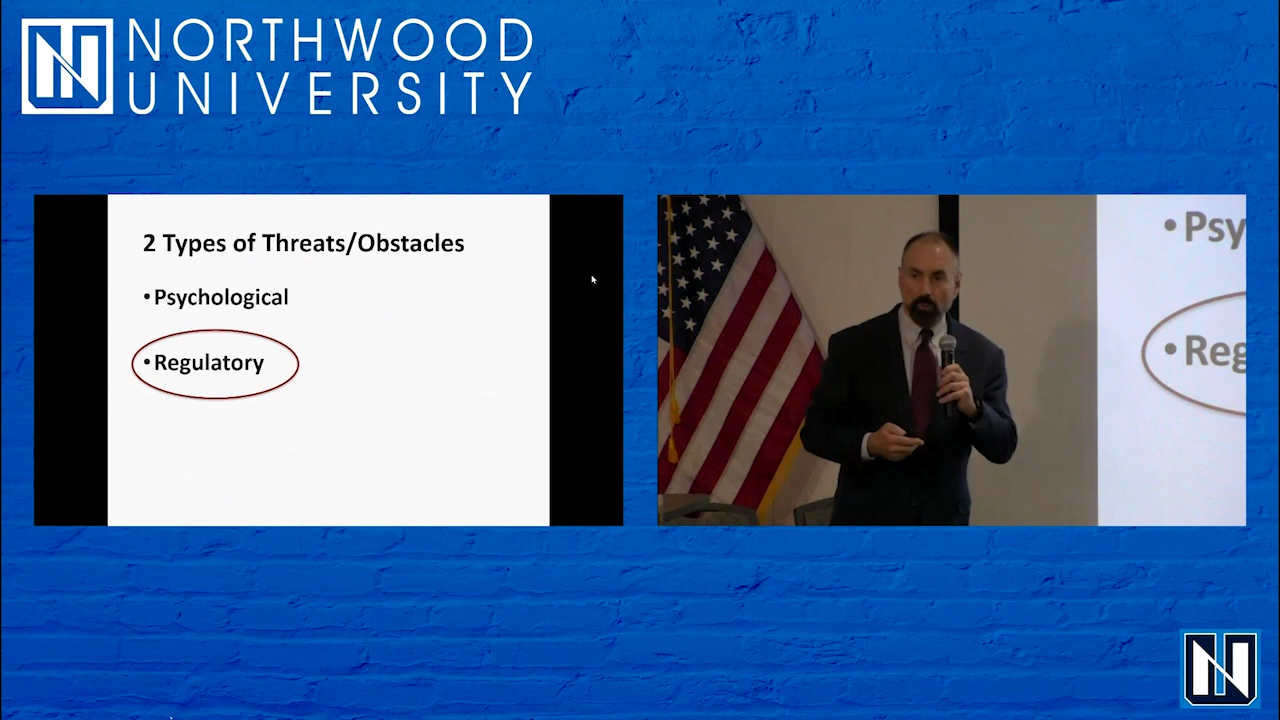 NORTHWOOD
UNIVERSITY
2 Types of Threats/Obstacles
•Psychological
•Regulatory
•Psy
•Reg
N